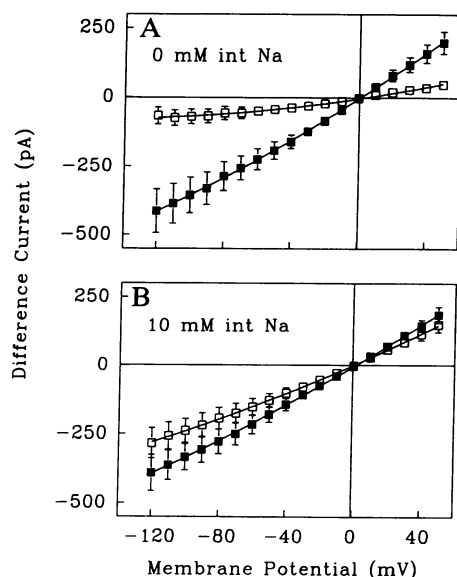 A
0 mM int Na
250
0
-250
-500
Difference Current (pA)
B
10 mM int Na
250
0
-250
-500
-120 -80 -40 0 40
Membrane Potential (mV)